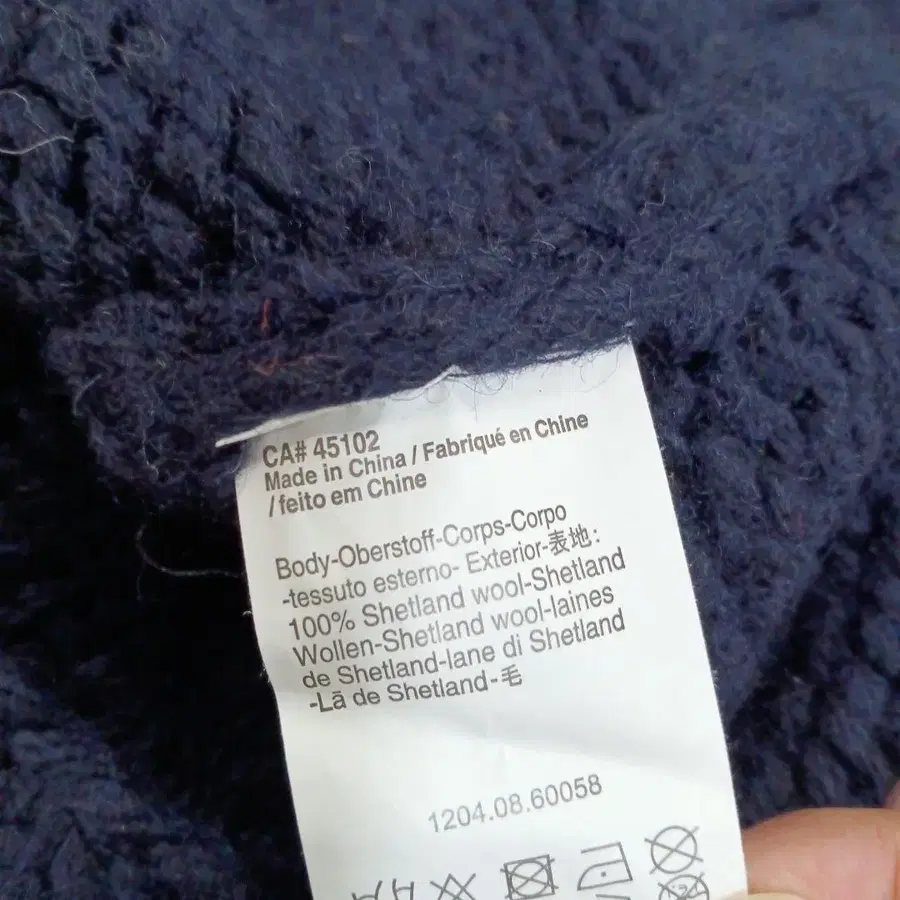 CA# 45102
Made in China / Fabriqué en Chine
/ feito em Chine
Body-Oberstoff-Corps-Corpo
-tessuto esterno- Exterior-表地:
100% Shetland wool-Shetland
Wollen-Shetland wool-laines
de Shetland-lane di Shetland
-Lã de Shetland-毛
1204.08.60058